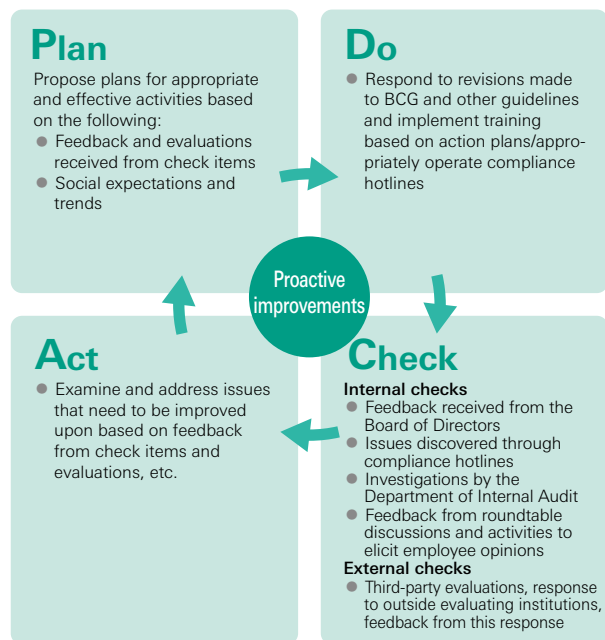 Plan
Propose plans for appropriate
and effective activities based
on the following:
● Feedback and evaluations
received from check items
● Social expectations and
trends
Do
● Respond to revisions made
to BCG and other guidelines
and implement training
based on action plans/appro-
priately operate compliance
hotlines
Proactive
improvements
Act
● Examine and address issues
that need to be improved
upon based on feedback
from check items and
evaluations, etc.
Check
Internal checks
● Feedback received from the
Board of Directors
● Issues discovered through
compliance hotlines
● Investigations by the
Department of Internal Audit
● Feedback from roundtable
discussions and activities to
elicit employee opinions
External checks
● Third-party evaluations, response
to outside evaluating institutions,
feedback from this response